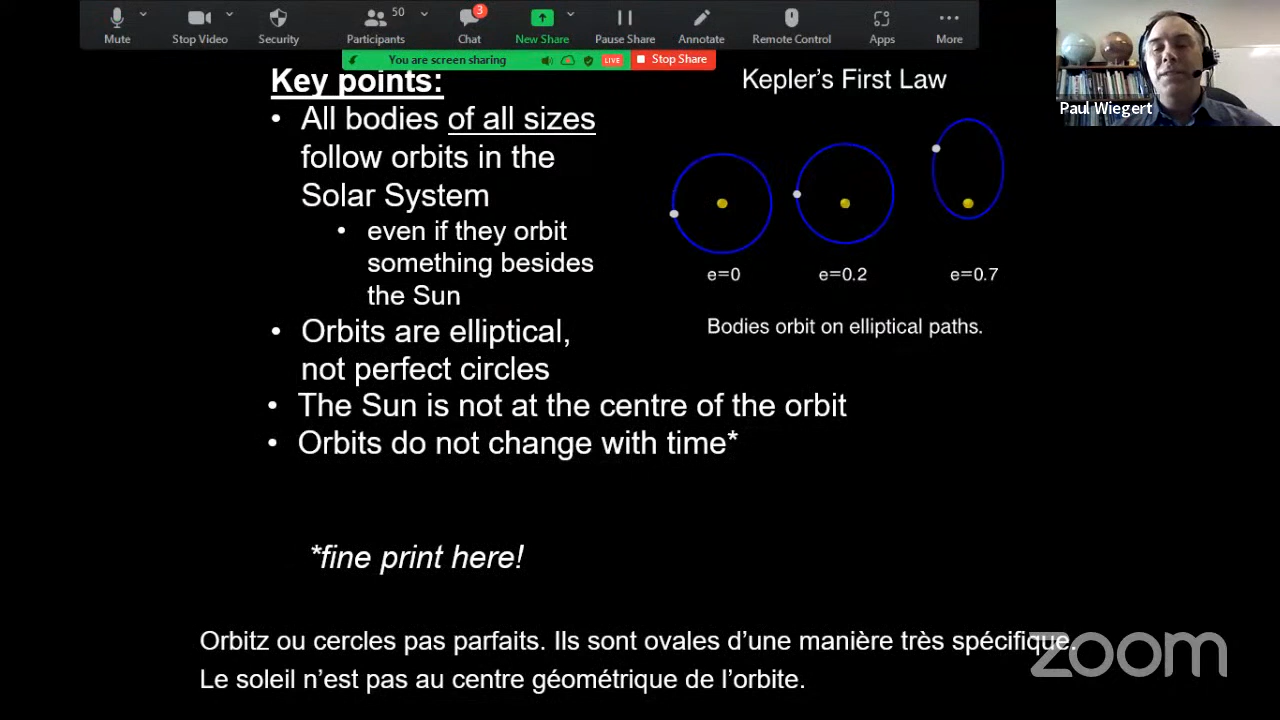 50
3
Mute
Stop Video
Security
Participants
Chat
New Share
Pause Share
Annotate
Remote Control
Apps
More
You are screen sharing
LIVE
Stop Share
Paul Wiegert
Key points:
• All bodies of all sizes
follow orbits in the
Solar System
• even if they orbit
something besides
the Sun
• Orbits are elliptical,
not perfect circles
• The Sun is not at the centre of the orbit
• Orbits do not change with time*
*fine print here!
Kepler's First Law
e=0
e=0.2
e=0.7
Bodies orbit on elliptical paths.
Orbitz ou cercles pas parfaits. Ils sont ovales d'une manière très spécifique.
Le soleil n'est pas au centre géométrique de l'orbite.
zoom